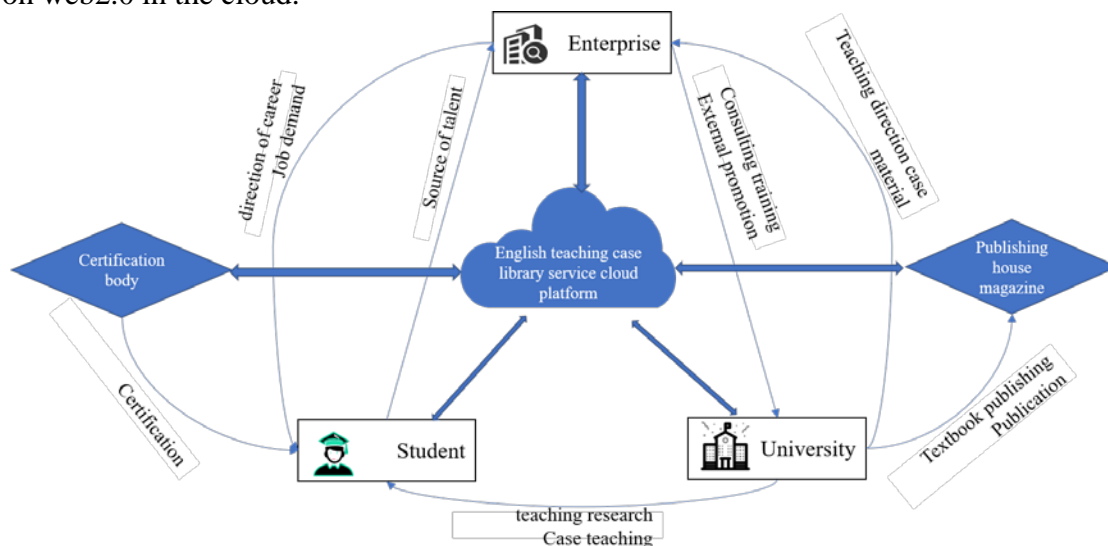 on web2.0 in the cloud.
Enterprise
direction of career
Job demand
Source of talent
Consulting training
External promotion
Teaching direction case
material
English teaching case
library service cloud
platform
Certification
body
Publishing
house
magazine
Certification
Student
University
Textbook publishing
Publication
teaching research
Case teaching